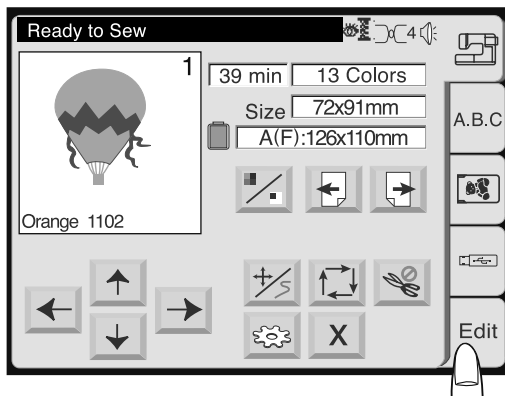 Ready to Sew
4
1
39 min
13 Colors
Size
72x91mm
A(F):126x110mm
Orange 1102
X
A.B.C
Edit